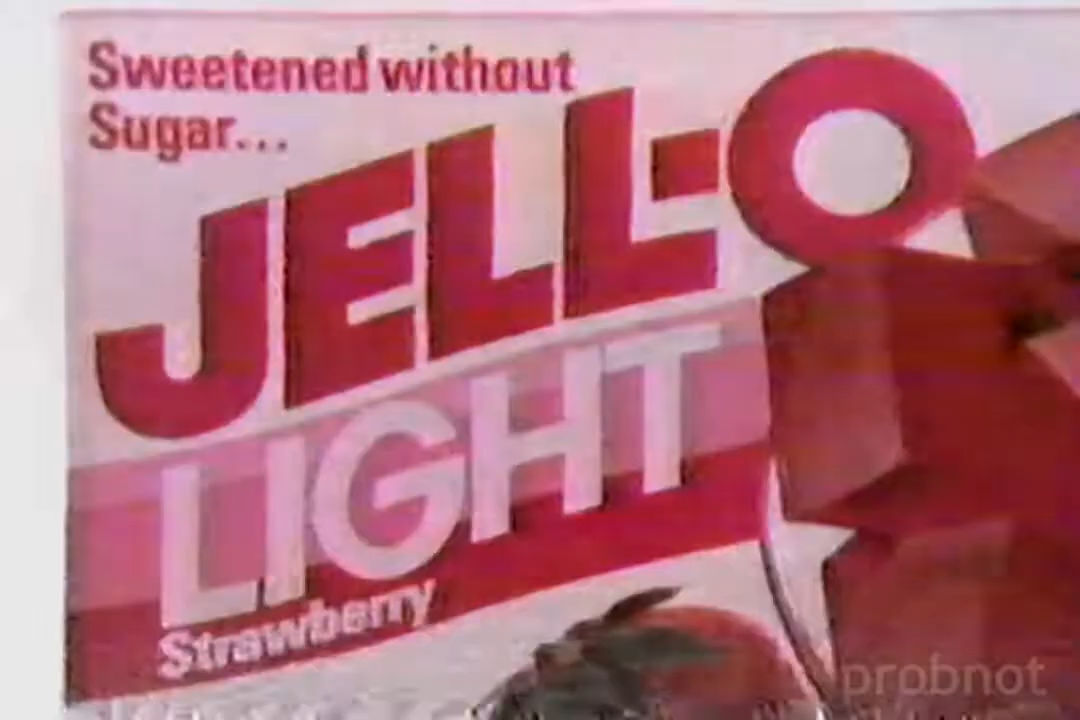 Sweetened without
Sugar...
JELL-O
LIGHT
Strawberry
probnot